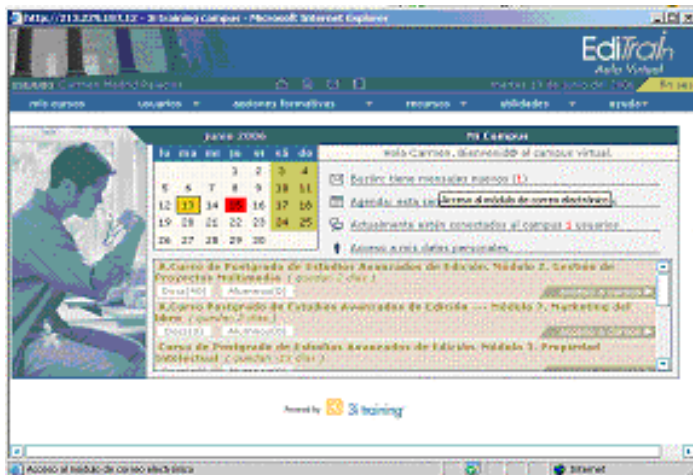 http://213.229.187.12 - 3i training campus - Microsoft Internet Explorer
EdiTrain
Aula Virtual
usuario: Carmen Madrid
martes 13 de junio de 2006
mis cursos usuarios acciones formativas recursos utilidades ayuda
junio 2006
lu ma mi ju vi sá do
1 2 3 4
5 6 7 8 9 10 11
12 13 14 15 16 17 18
19 20 21 22 23 24 25
26 27 28 29 30
Mi Campus
Hola Carmen, bienvenid@ al campus virtual.
Buzón: tiene mensajes nuevos (1)
Agenda: esta
Acceso al módulo de correo electrónico
Actualmente están conectados al campus 1 usuarios
Acceso a mis datos personales
A.Curso de Postgrado de Estudios Avanzados de Edición. Módulo 2. Gestión de
Proyectos Multimedia
A.Curso Postgrado de Estudios Avanzados de Edición --- Módulo 7. Marketing del
libro
Curso de Postgrado de Estudios Avanzados de Edición. Módulo 3. Propiedad
Intelectual
Powered by 3i training
Acceso al módulo de correo electrónico
Internet